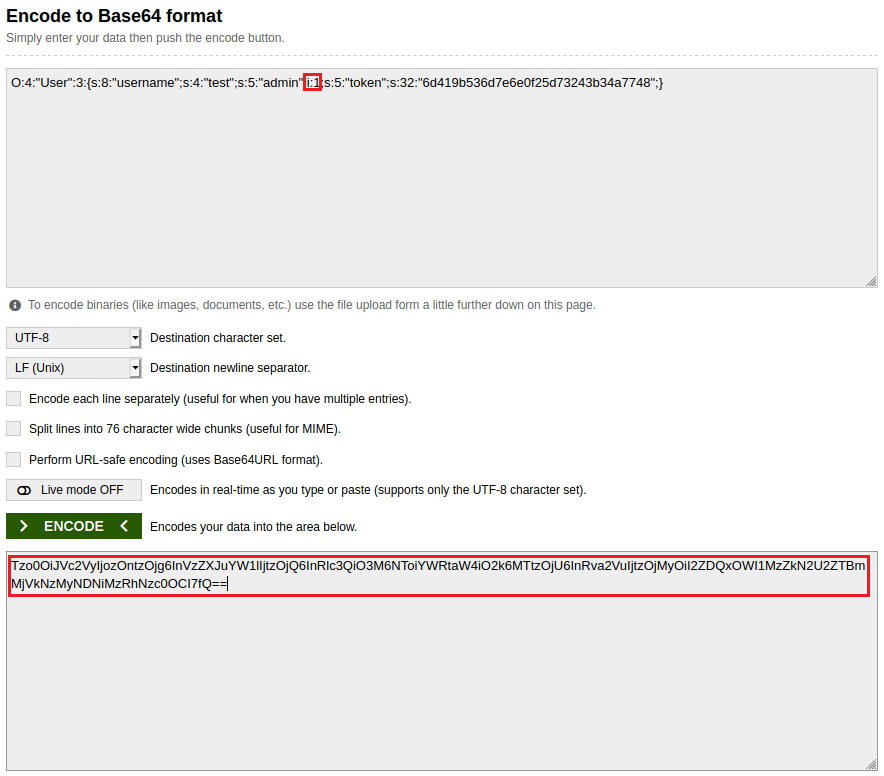 Encode to Base64 format
Simply enter your data then push the encode button.
O:4:"User":3:{s:8:"username";s:4:"test";s:5:"admin";i:1;s:5:"token";s:32:"6d419b536d7e6e0f25d73243b34a7748";}
To encode binaries (like images, documents, etc.) use the file upload form a little further down on this page.
UTF-8 Destination character set.
LF (Unix) Destination newline separator.
Encode each line separately (useful for when you have multiple entries).
Split lines into 76 character wide chunks (useful for MIME).
Perform URL-safe encoding (uses Base64URL format).
Live mode OFF Encodes in real-time as you type or paste (supports only the UTF-8 character set).
> ENCODE < Encodes your data into the area below.
Tzo0OiJVc2VyIjozOntzOjg6InVzZXJuYW1lIjtzOjQ6InRlc3QiO3M6NToiYWRtaW4iO2k6MTtzOjU6InRva2VuIjtzOjMyOiI2ZDQxOWI1MzZkN2U2ZTBm
MjVkNzMyNDNiMzRhNzc0OCI7fQ==